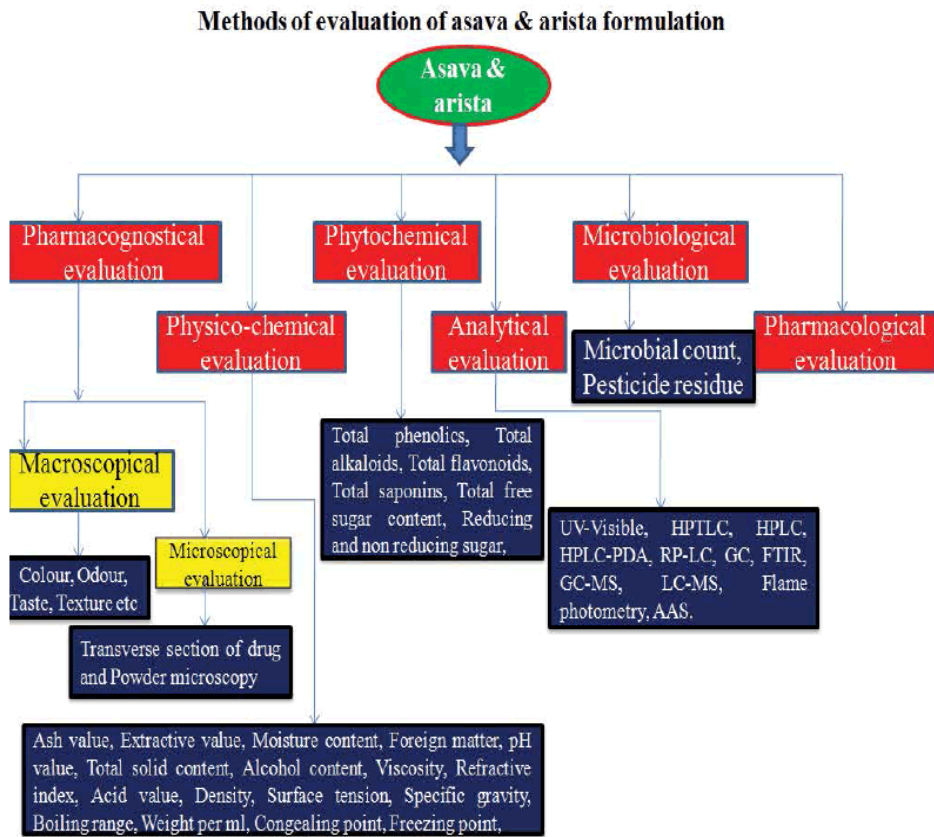 Methods of evaluation of asava & arista formulation
Asava &
arista
Pharmacognostical
evaluation
Phytochemical
evaluation
Microbiological
evaluation
Physico-chemical
evaluation
Analytical
evaluation
Pharmacological
evaluation
Microbial count,
Pesticide residue
Macroscopical
evaluation
Total phenolics, Total
alkaloids, Total flavonoids,
Total saponins, Total free
sugar content, Reducing
and non reducing sugar,
UV-Visible, HPTLC, HPLC,
HPLC-PDA, RP-LC, GC, FTIR,
GC-MS, LC-MS, Flame
photometry, AAS.
Microscopical
evaluation
Colour, Odour,
Taste, Texture etc
Transverse section of drug
and Powder microscopy
Ash value, Extractive value, Moisture content, Foreign matter, pH
value, Total solid content, Alcohol content, Viscosity, Refractive
index, Acid value, Density, Surface tension, Specific gravity,
Boiling range, Weight per ml, Congealing point, Freezing point,